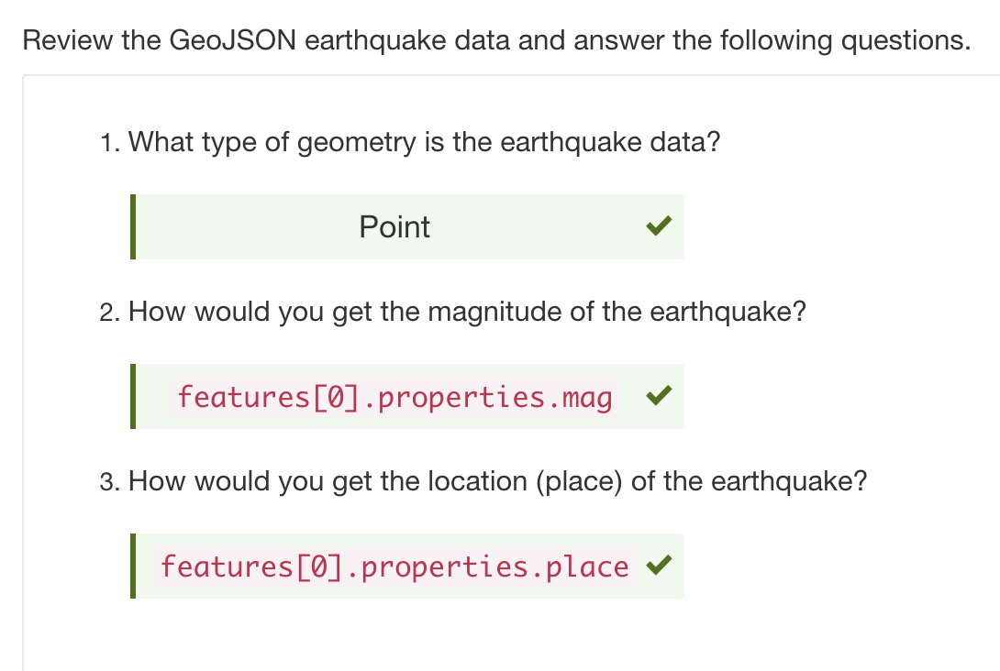 Review the GeoJSON earthquake data and answer the following questions.
1. What type of geometry is the earthquake data?
Point
2. How would you get the magnitude of the earthquake?
features[0].properties.mag
3. How would you get the location (place) of the earthquake?
features[0].properties.place